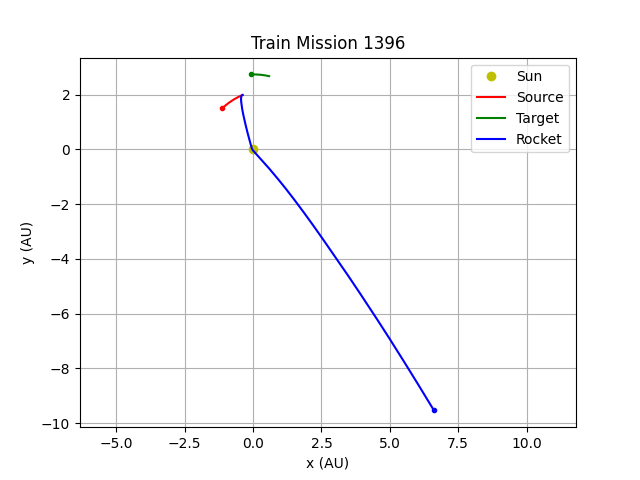 Train Mission 1396
Sun
Source
Target
Rocket
2
0
−2
−4
−6
−8
−10
y (AU)
−5.0
−2.5
0.0
2.5
5.0
7.5
10.0
x (AU)